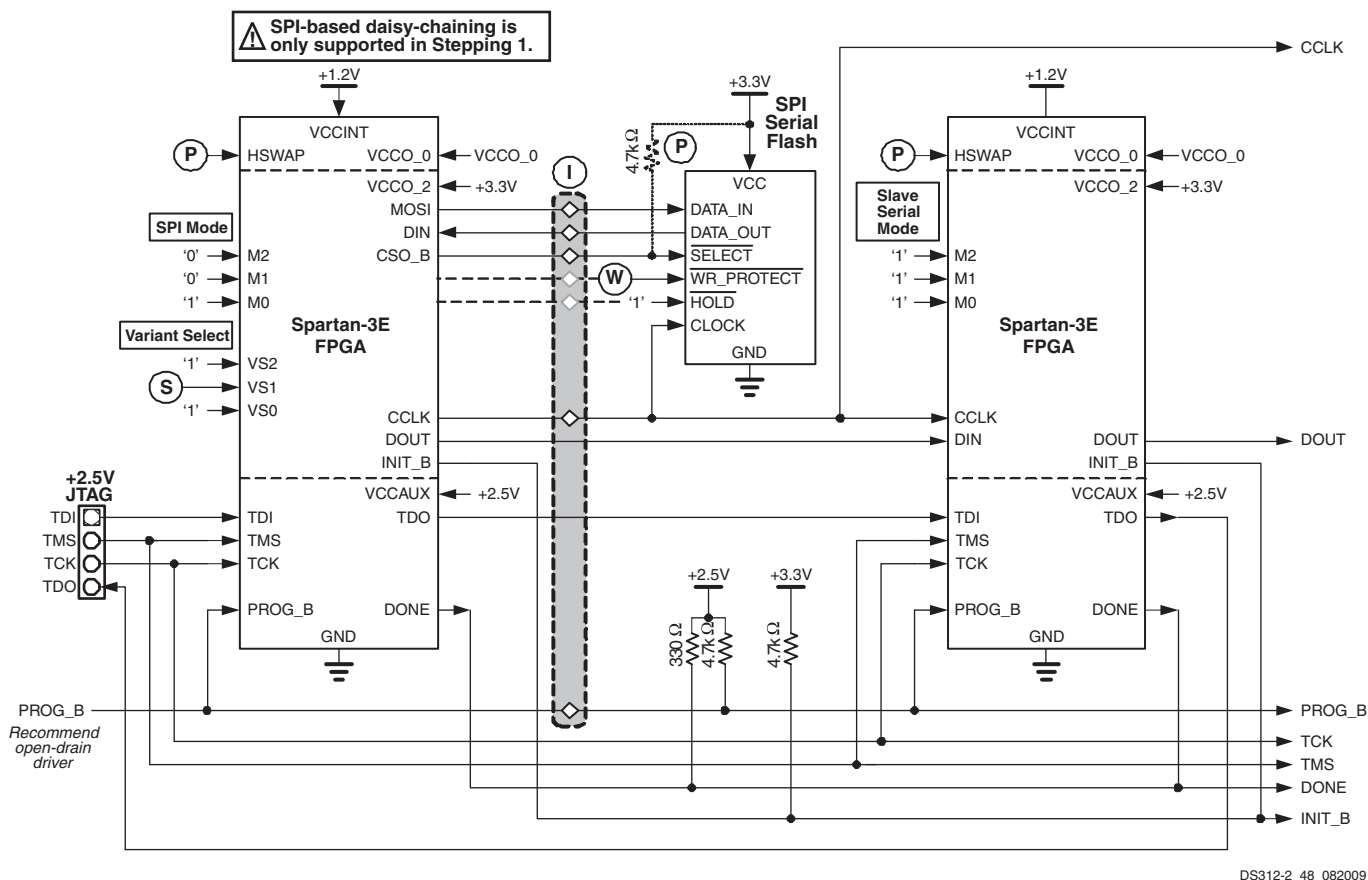 SPI-based daisy-chaining is
only supported in Stepping 1.
CCLK
+1.2V
+3.3V
+1.2V
SPI
Serial
Flash
VCCINT
P
HSWAP
VCCO_0
VCCO_0
4.7k Ω
P
VCCINT
P
HSWAP
VCCO_0
VCCO_0
I
VCCO_2
+3.3V
VCC
VCCO_2
+3.3V
MOSI
DATA_IN
Slave
Serial
Mode
SPI Mode
DIN
DATA_OUT
'0'
M2
CSO_B
SELECT
'1'
M2
'0'
M1
W
WR_PROTECT
'1'
M1
'1'
M0
'1'
HOLD
'1'
M0
Spartan-3E
FPGA
CLOCK
Spartan-3E
FPGA
Variant Select
GND
'1'
VS2
S
VS1
'1'
VS0
CCLK
CCLK
DOUT
DIN
DOUT
DOUT
INIT_B
INIT_B
+2.5V
JTAG
VCCAUX
+2.5V
VCCAUX
+2.5V
TDI
TDI
TDO
TDI
TDO
TMS
TMS
TMS
TCK
TCK
TCK
TDO
+2.5V
+3.3V
PROG_B
DONE
PROG_B
DONE
330 Ω
4.7k Ω
4.7k Ω
GND
GND
PROG_B
PROG_B
Recommend
open-drain
driver
TCK
TMS
DONE
INIT_B
DS312-2_48_082009